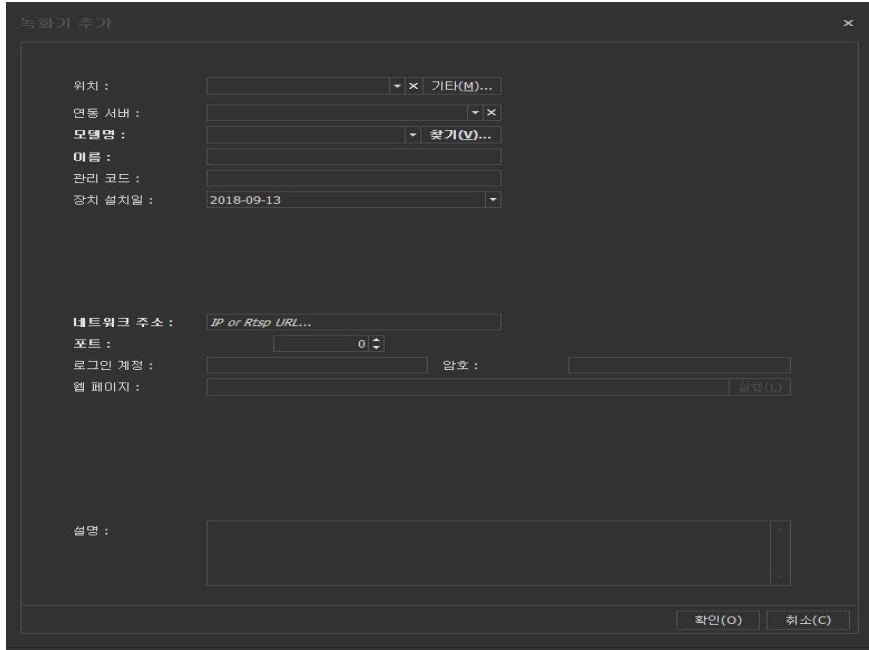 녹화기 추가
위치 : 기타(M)...
연동 서버 :
모델명 : 찾기(V)...
이름 :
관리 코드 :
장치 설치일 : 2018-09-13
네트워크 주소 : IP or Rtsp URL...
포트 : 0
로그인 계정 : 암호 :
웹 페이지 : 실행(L)
설명 :
확인(O) 취소(C)